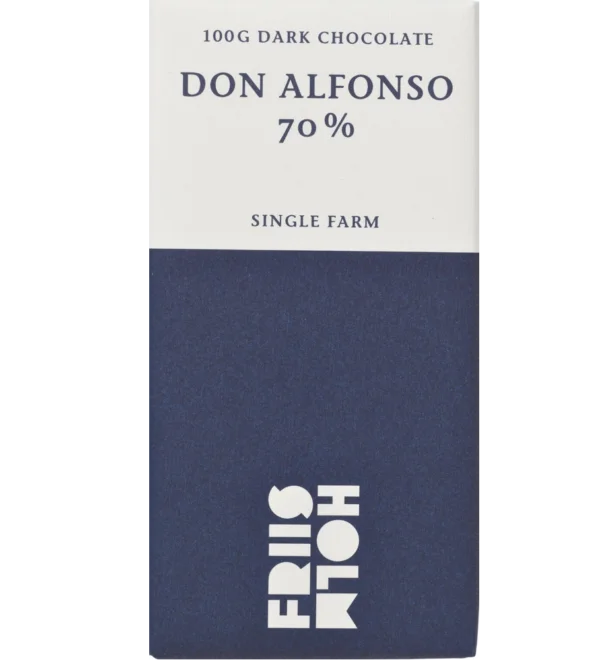 100G DARK CHOCOLATE
DON ALFONSO
70%
SINGLE FARM
FRIIS
HOLM